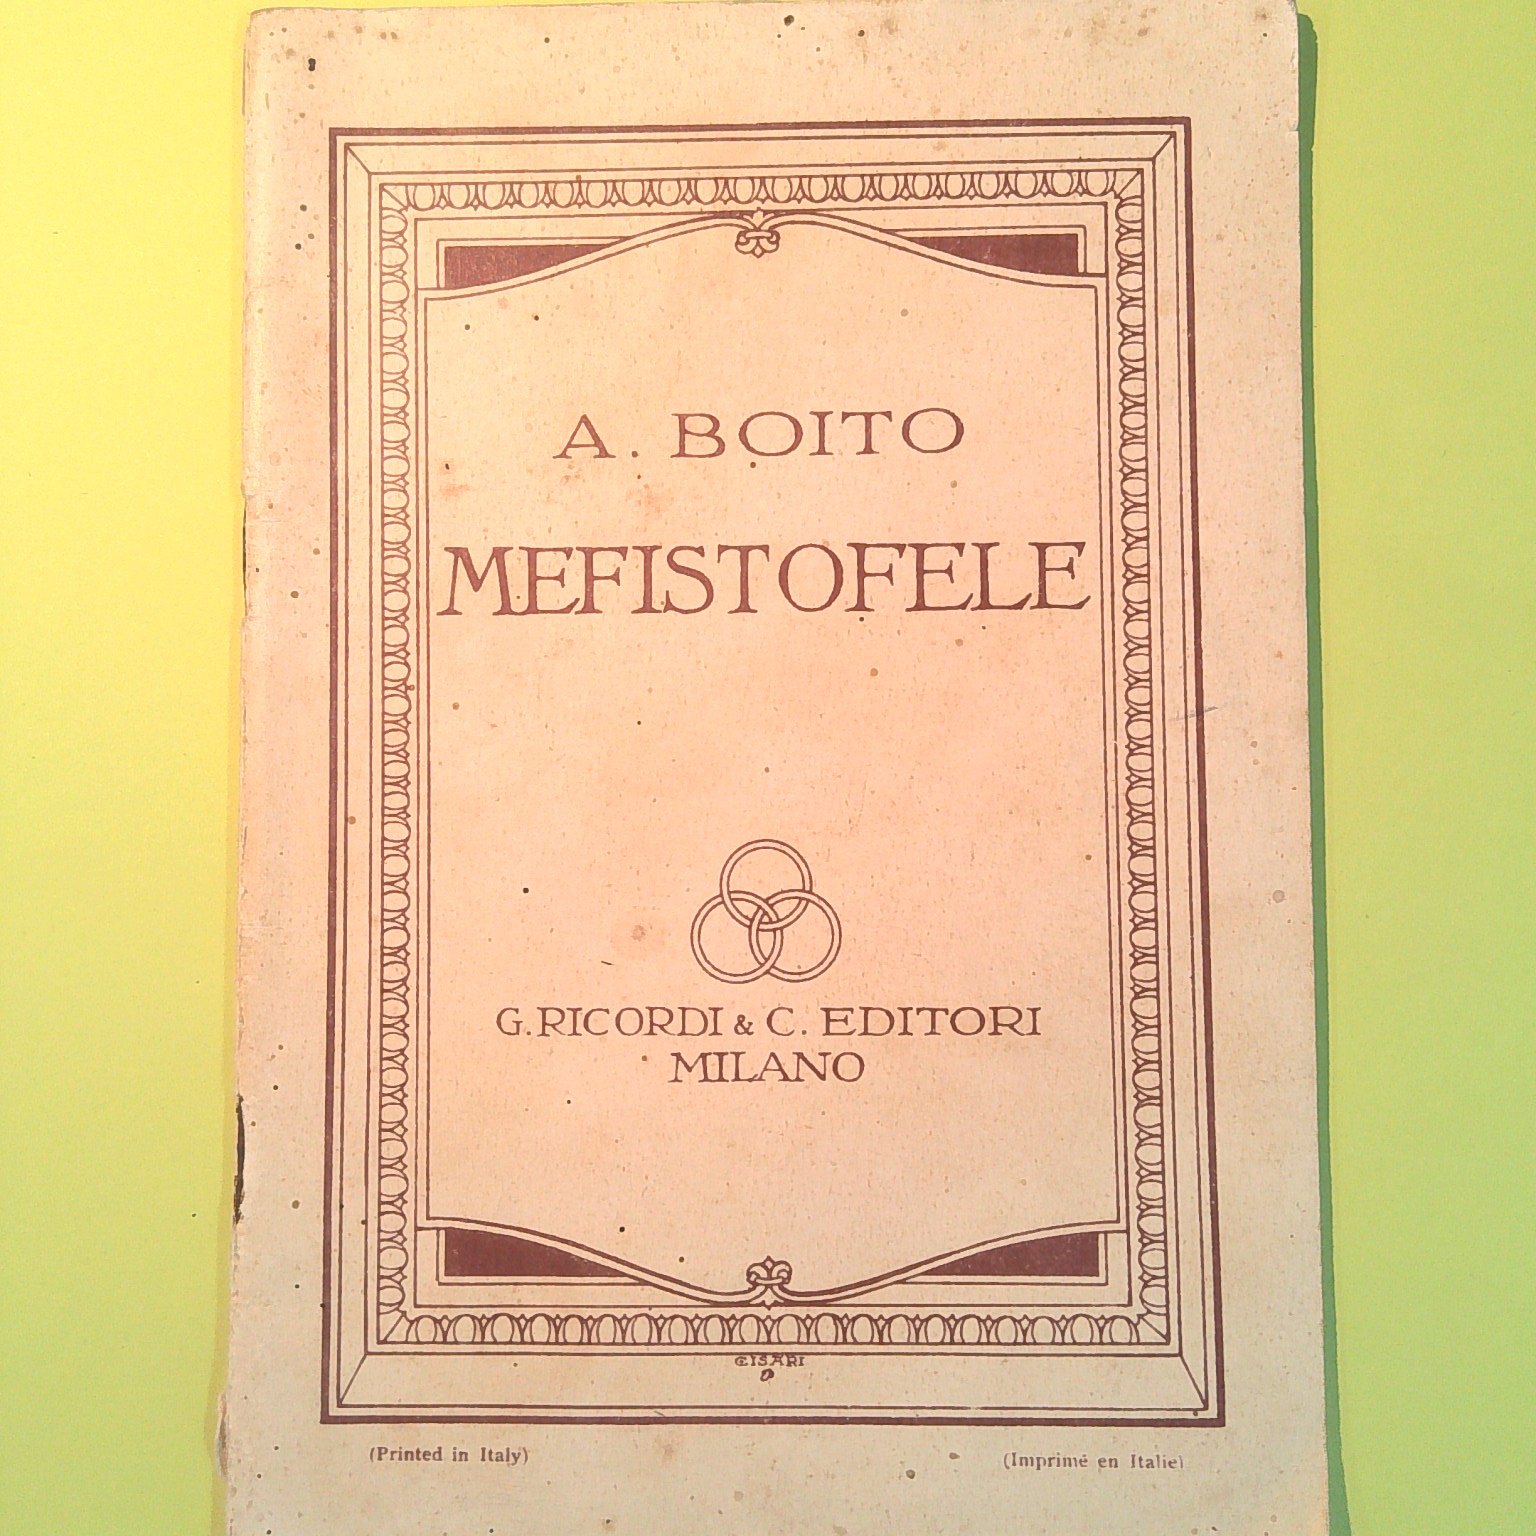 A. BOITO
MEFISTOFELE
G. RICORDI & C. EDITORI
MILANO
CISARI
(Printed in Italy)
(Imprimé en Italie)